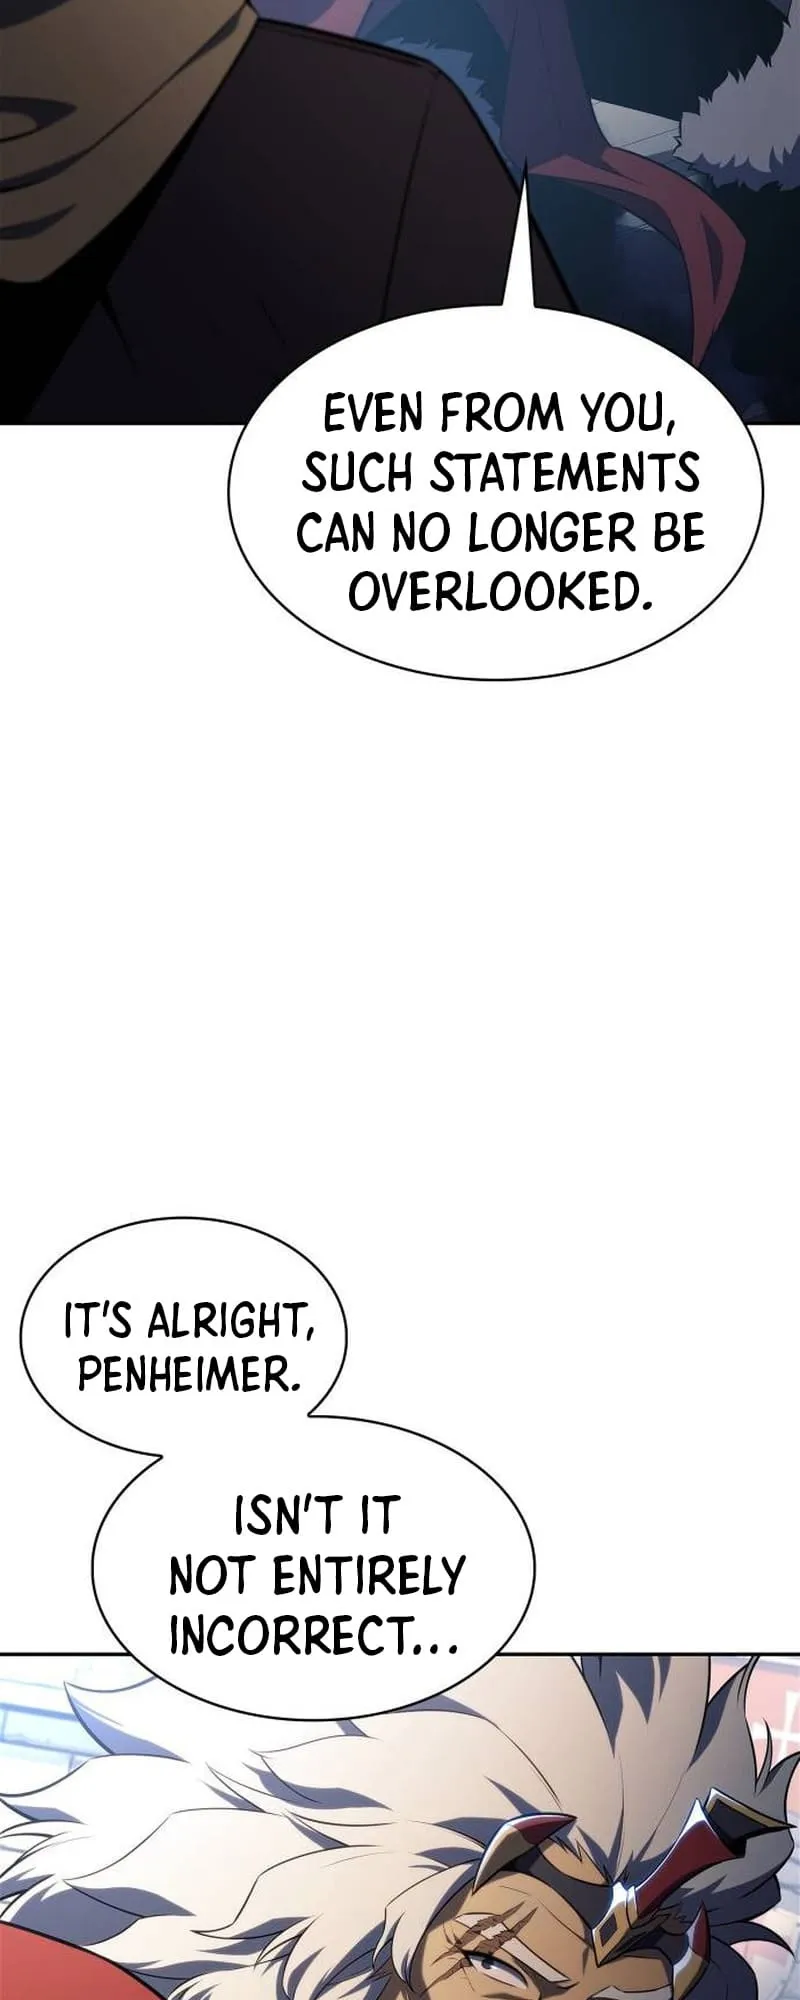 EVEN FROM YOU,
SUCH STATEMENTS
CAN NO LONGER BE
OVERLOOKED.
IT'S ALRIGHT,
PENHEIMER.
ISN'T IT
NOT ENTIRELY
INCORRECT...